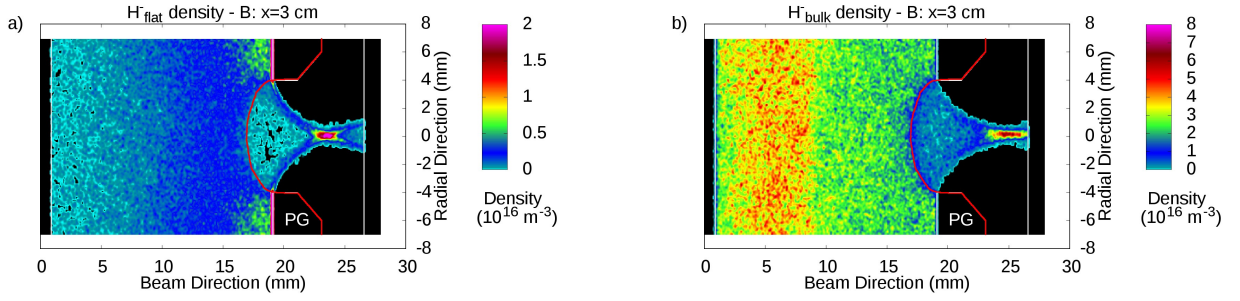 a)
H⁻flat density - B: x=3 cm
8
6
4
2
0
-2
-4
-6
-8
Radial Direction (mm)
0 5 10 15 20 25 30
Beam Direction (mm)
PG
2
1.5
1
0.5
0
Density
(10¹⁶ m⁻³)
b)
H⁻bulk density - B: x=3 cm
8
6
4
2
0
-2
-4
-6
-8
Radial Direction (mm)
0 5 10 15 20 25 30
Beam Direction (mm)
PG
8
7
6
5
4
3
2
1
0
Density
(10¹⁶ m⁻³)